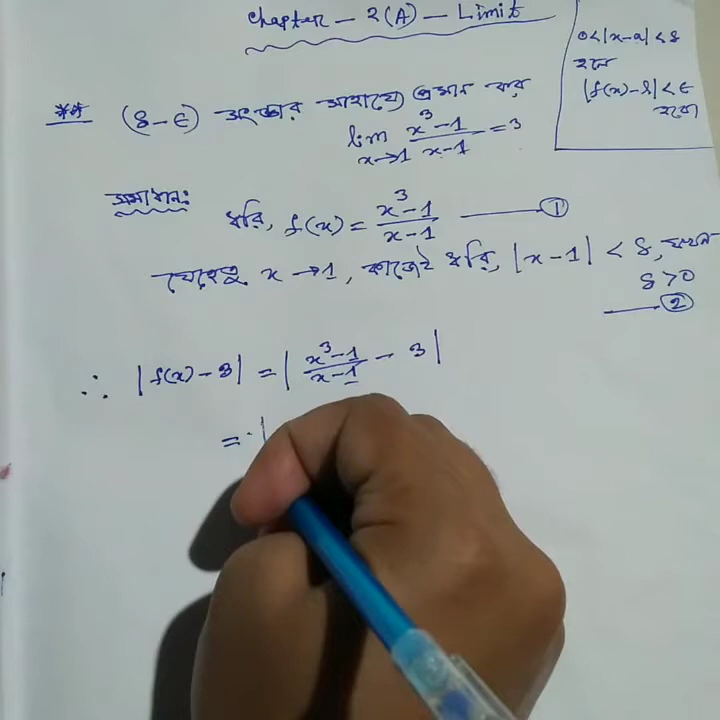 Chapter - 2(A) - Limit
0<|x-a|<δ
হলে
|f(x)-l|<ϵ
হবে
** (δ-ϵ) সংজ্ঞার সাহায্যে প্রমাণ কর
lim x→1 (x³-1)/(x-1) = 3
সমাধান:
ধরি, f(x) = (x³-1)/(x-1) —— ①
যেহেতু x→1, কাজেই ধরি, |x-1| < δ, যখন
δ>0
—— ②
∴ |f(x)-3| = |(x³-1)/(x-1) - 3|
= |